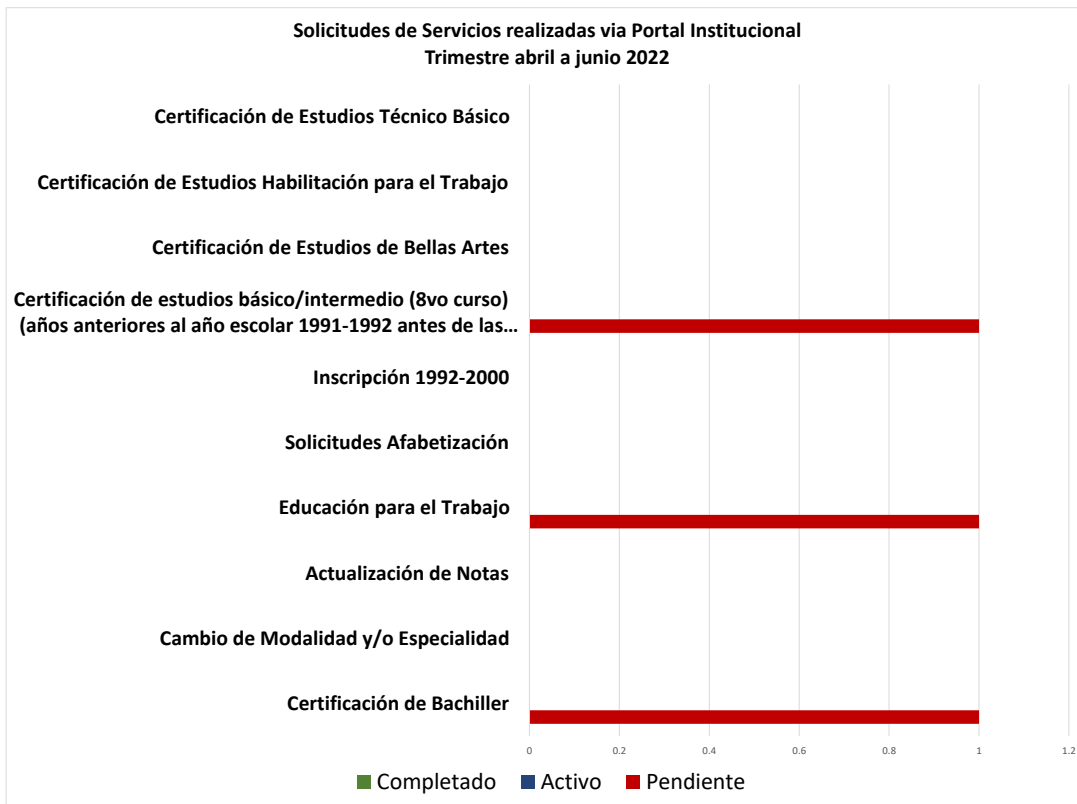 Solicitudes de Servicios realizadas via Portal Institucional
Trimestre abril a junio 2022
Certificación de Estudios Técnico Básico
Certificación de Estudios Habilitación para el Trabajo
Certificación de Estudios de Bellas Artes
Certificación de estudios básico/intermedio (8vo curso)
(años anteriores al año escolar 1991-1992 antes de las...
Inscripción 1992-2000
Solicitudes Afabetización
Educación para el Trabajo
Actualización de Notas
Cambio de Modalidad y/o Especialidad
Certificación de Bachiller
0 0.2 0.4 0.6 0.8 1 1.2
Completado Activo Pendiente